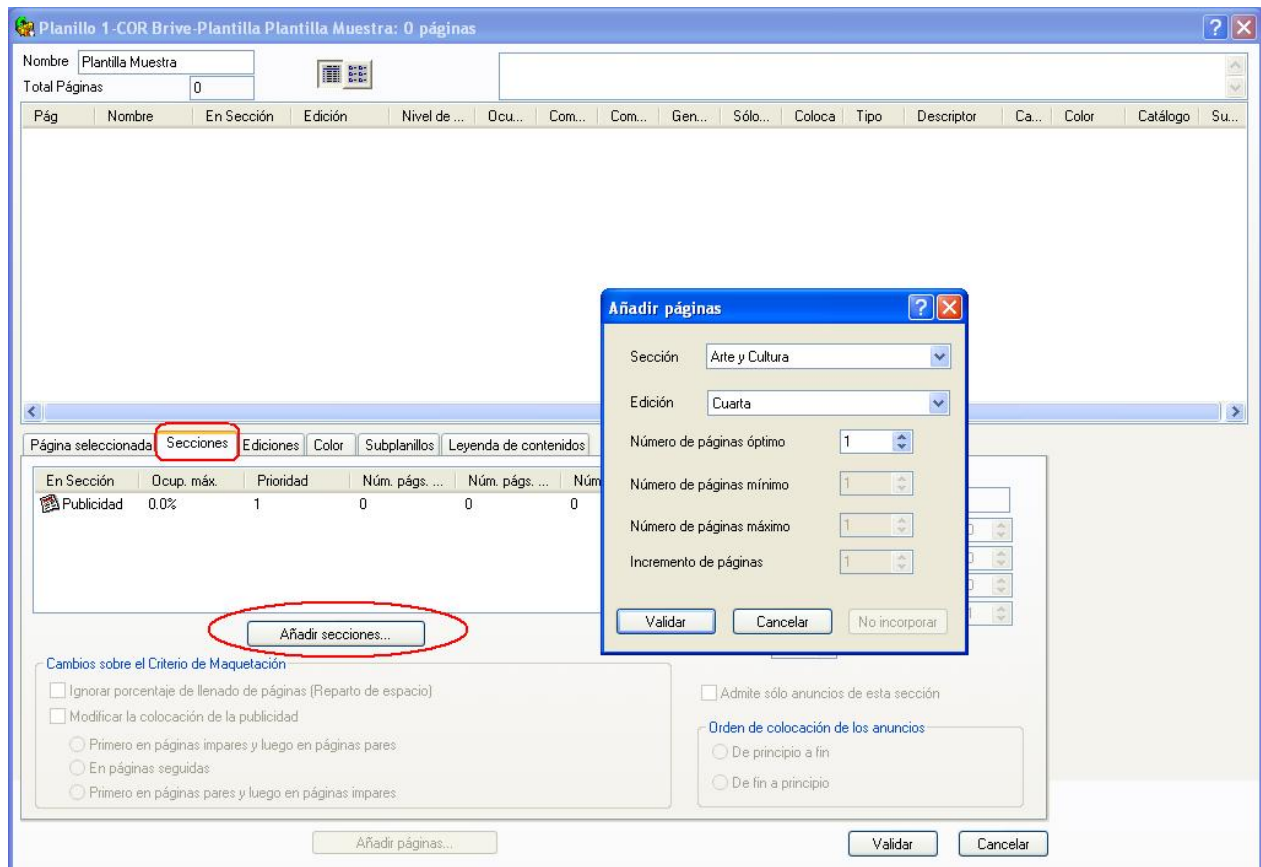 Planillo 1-COR Brive-Plantilla Plantilla Muestra: 0 páginas
Nombre Plantilla Muestra
Total Páginas 0
Pág Nombre En Sección Edición Nivel de ... Ocu... Com... Com... Gen... Sólo... Coloca Tipo Descriptor Ca... Color Catálogo Su...
Página seleccionada Secciones Ediciones Color Subplanillos Leyenda de contenidos
En Sección Ocup. máx. Prioridad Núm. págs. ... Núm. págs. ... Núm
Publicidad 0.0% 1 0 0 0
Añadir secciones...
Añadir páginas
Sección Arte y Cultura
Edición Cuarta
Número de páginas óptimo 1
Número de páginas mínimo 1
Número de páginas máximo 1
Incremento de páginas 1
Validar Cancelar No incorporar
Cambios sobre el Criterio de Maquetación
Ignorar porcentaje de llenado de páginas (Reparto de espacio)
Modificar la colocación de la publicidad
Primero en páginas impares y luego en páginas pares
En páginas seguidas
Primero en páginas pares y luego en páginas impares
Admite sólo anuncios de esta sección
Orden de colocación de los anuncios
De principio a fin
De fin a principio
Añadir páginas...
Validar Cancelar